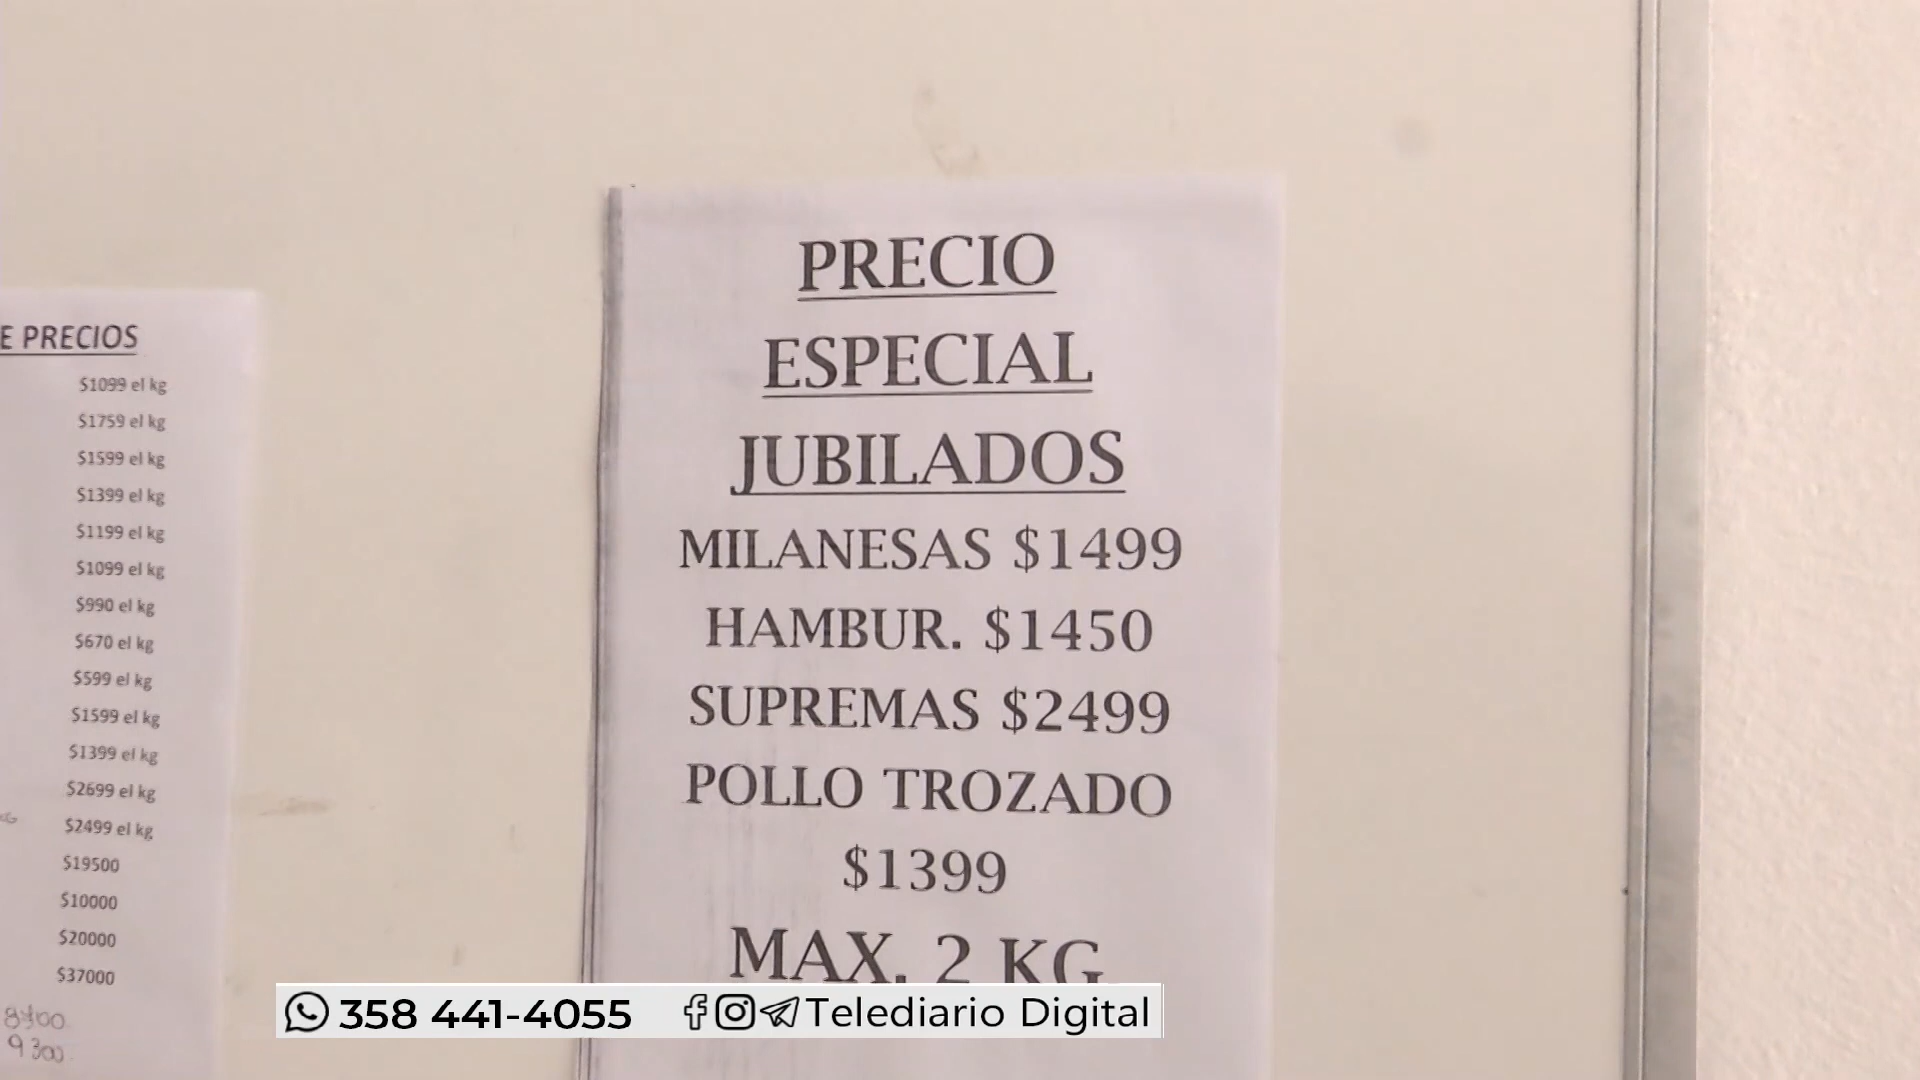 E PRECIOS
$1099 el kg
$1759 el kg
$1599 el kg
$1399 el kg
$1199 el kg
$1099 el kg
$990 el kg
$670 el kg
$599 el kg
$1599 el kg
$1399 el kg
$2699 el kg
$2499 el kg
$19500
$10000
$20000
$37000
9300
PRECIO
ESPECIAL
JUBILADOS
MILANESAS $1499
HAMBUR. $1450
SUPREMAS $2499
POLLO TROZADO
$1399
MAX. 2 KG
358 441-4055 Telediario Digital